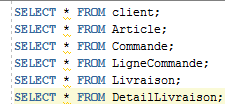 SELECT * FROM client;
SELECT * FROM Article;
SELECT * FROM Commande;
SELECT * FROM LigneCommande;
SELECT * FROM Livraison;
SELECT * FROM DetailLivraison;